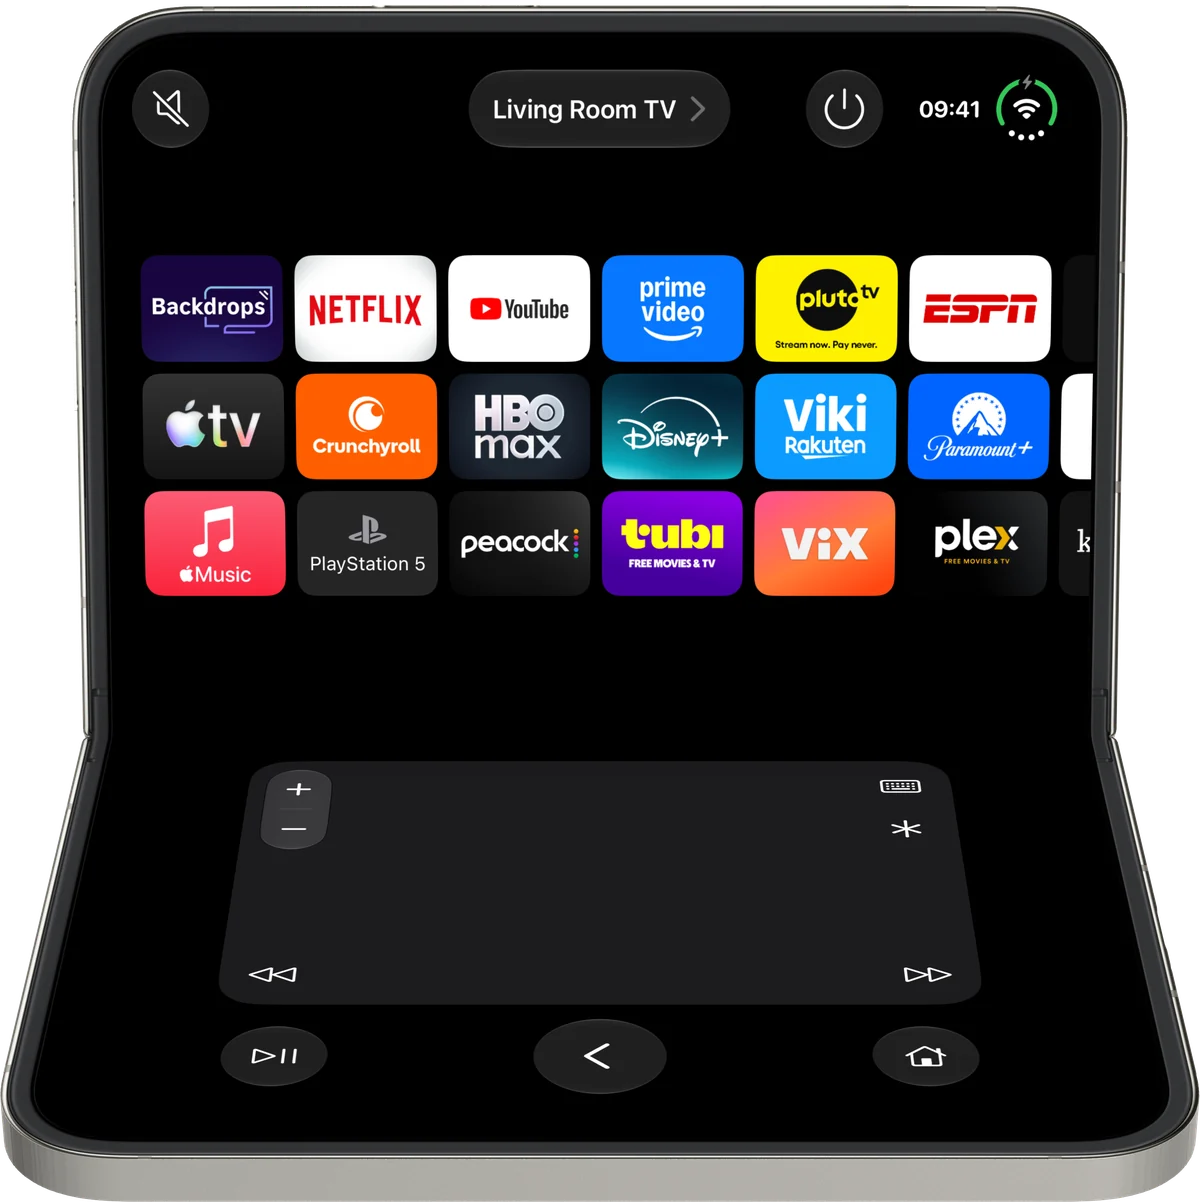 Living Room TV
09:41
Backdrops
NETFLIX
YouTube
prime
video
pluto tv
Stream now. Pay never.
ESPN
tv
Crunchyroll
HBO
max
Disney+
Viki
Rakuten
Paramount+
Music
PlayStation 5
peacock
tubi
FREE MOVIES & TV
ViX
plex
FREE MOVIES & TV
k